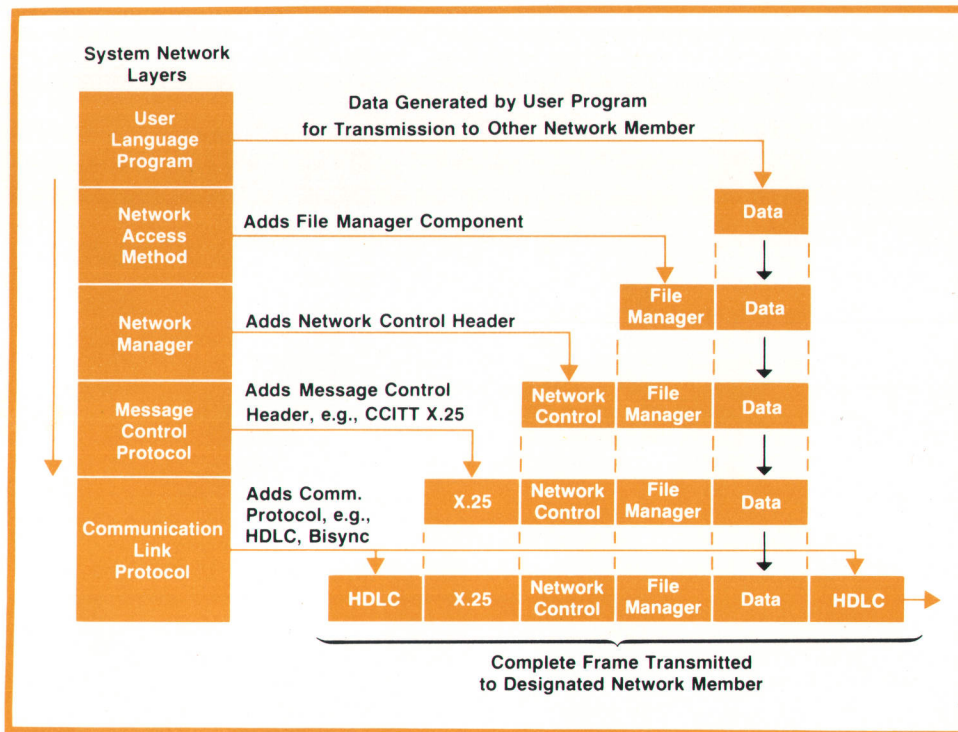 System Network
Layers
User
Language
Program
Data Generated by User Program
for Transmission to Other Network Member
Data
Network
Access
Method
Adds File Manager Component
File
Manager
Data
Network
Manager
Adds Network Control Header
Network
Control
File
Manager
Data
Message
Control
Protocol
Adds Message Control
Header, e.g., CCITT X.25
X.25
Network
Control
File
Manager
Data
Communication
Link
Protocol
Adds Comm.
Protocol, e.g.,
HDLC, Bisync
HDLC
X.25
Network
Control
File
Manager
Data
HDLC
Complete Frame Transmitted
to Designated Network Member